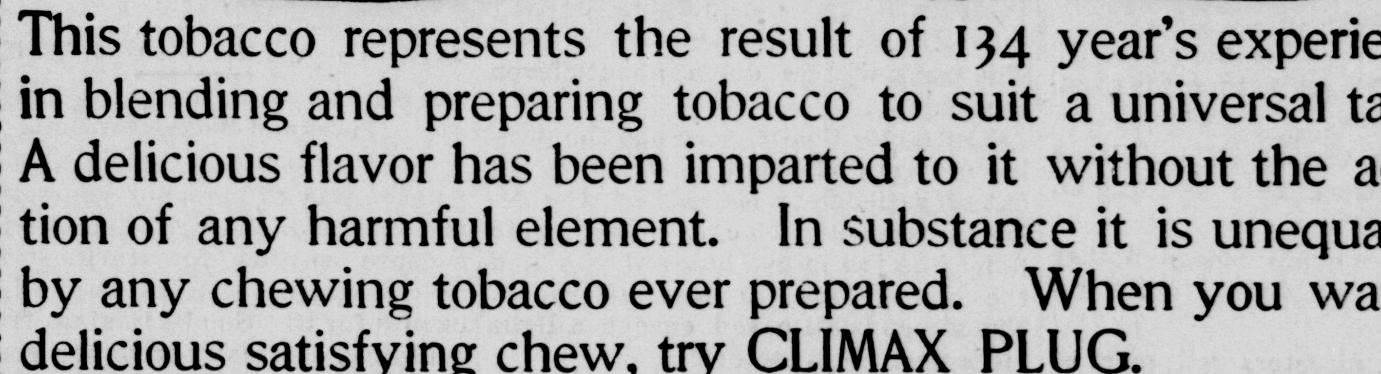 This tobacco represents the result of 134 year's experie
in blending and preparing tobacco to suit a universal ta
A delicious flavor has been imparted to it without the a
tion of any harmful element. In substance it is unequa
by any chewing tobacco ever prepared. When you wa
delicious satisfying chew, try CLIMAX PLUG.